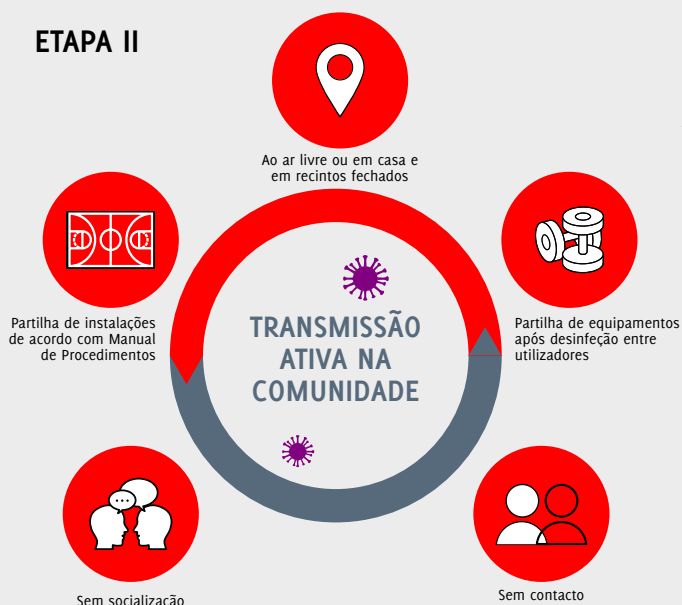 ETAPA II
Ao ar livre ou em casa e
em recintos fechados
Partilha de instalações
de acordo com Manual
de Procedimentos
Partilha de equipamentos
após desinfeção entre
utilizadores
TRANSMISSÃO
ATIVA NA
COMUNIDADE
Sem socialização
Sem contacto